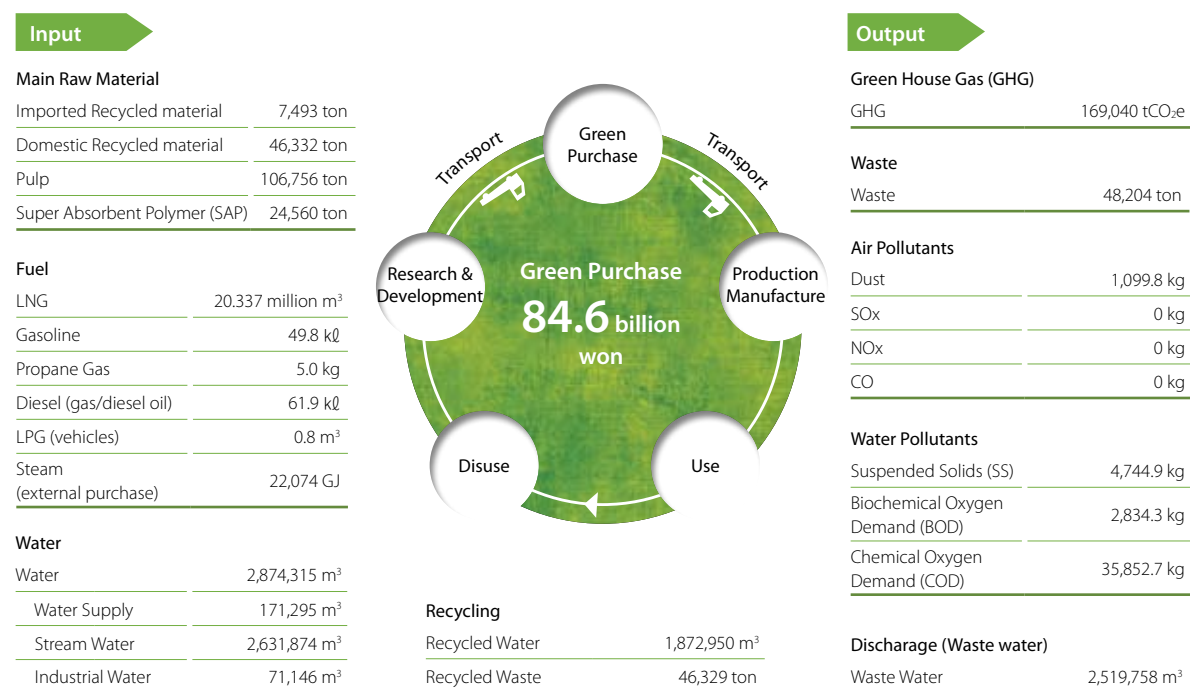 Input
Main Raw Material
Imported Recycled material 7,493 ton
Domestic Recycled material 46,332 ton
Pulp 106,756 ton
Super Absorbent Polymer (SAP) 24,560 ton
Fuel
LNG 20.337 million m³
Gasoline 49.8 kℓ
Propane Gas 5.0 kg
Diesel (gas/diesel oil) 61.9 kℓ
LPG (vehicles) 0.8 m³
Steam
(external purchase) 22,074 GJ
Water
Water 2,874,315 m³
Water Supply 171,295 m³
Stream Water 2,631,874 m³
Industrial Water 71,146 m³
Green
Purchase
Transport
Transport
Research &
Development
Production
Manufacture
Green Purchase
84.6 billion
won
Disuse
Use
Recycling
Recycled Water 1,872,950 m³
Recycled Waste 46,329 ton
Output
Green House Gas (GHG)
GHG 169,040 tCO₂e
Waste
Waste 48,204 ton
Air Pollutants
Dust 1,099.8 kg
SOx 0 kg
NOx 0 kg
CO 0 kg
Water Pollutants
Suspended Solids (SS) 4,744.9 kg
Biochemical Oxygen
Demand (BOD) 2,834.3 kg
Chemical Oxygen
Demand (COD) 35,852.7 kg
Discharge (Waste water)
Waste Water 2,519,758 m³